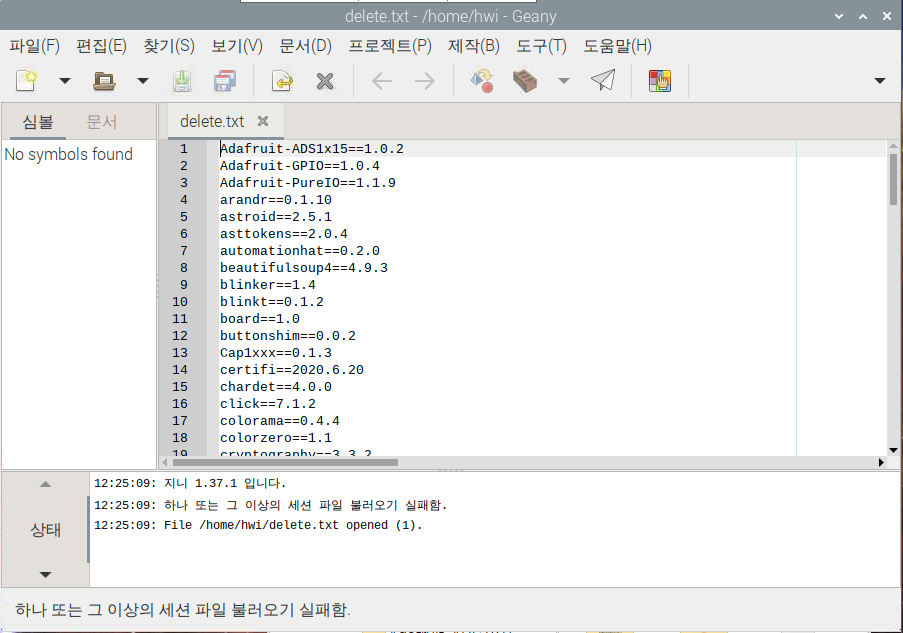 delete.txt - /home/hwi - Geany
파일(F) 편집(E) 찾기(S) 보기(V) 문서(D) 프로젝트(P) 제작(B) 도구(T) 도움말(H)
심볼 문서 delete.txt
No symbols found
1 Adafruit-ADS1x15==1.0.2
2 Adafruit-GPIO==1.0.4
3 Adafruit-PureIO==1.1.9
4 arandr==0.1.10
5 astroid==2.5.1
6 asttokens==2.0.4
7 automationhat==0.2.0
8 beautifulsoup4==4.9.3
9 blinker==1.4
10 blinkt==0.1.2
11 board==1.0
12 buttonshim==0.0.2
13 Cap1xxx==0.1.3
14 certifi==2020.6.20
15 chardet==4.0.0
16 click==7.1.2
17 colorama==0.4.4
18 colorzero==1.1
19 cryptography==3.3.2
상태
12:25:09: 지니 1.37.1 입니다.
12:25:09: 하나 또는 그 이상의 세션 파일 불러오기 실패함.
12:25:09: File /home/hwi/delete.txt opened (1).
하나 또는 그 이상의 세션 파일 불러오기 실패함.